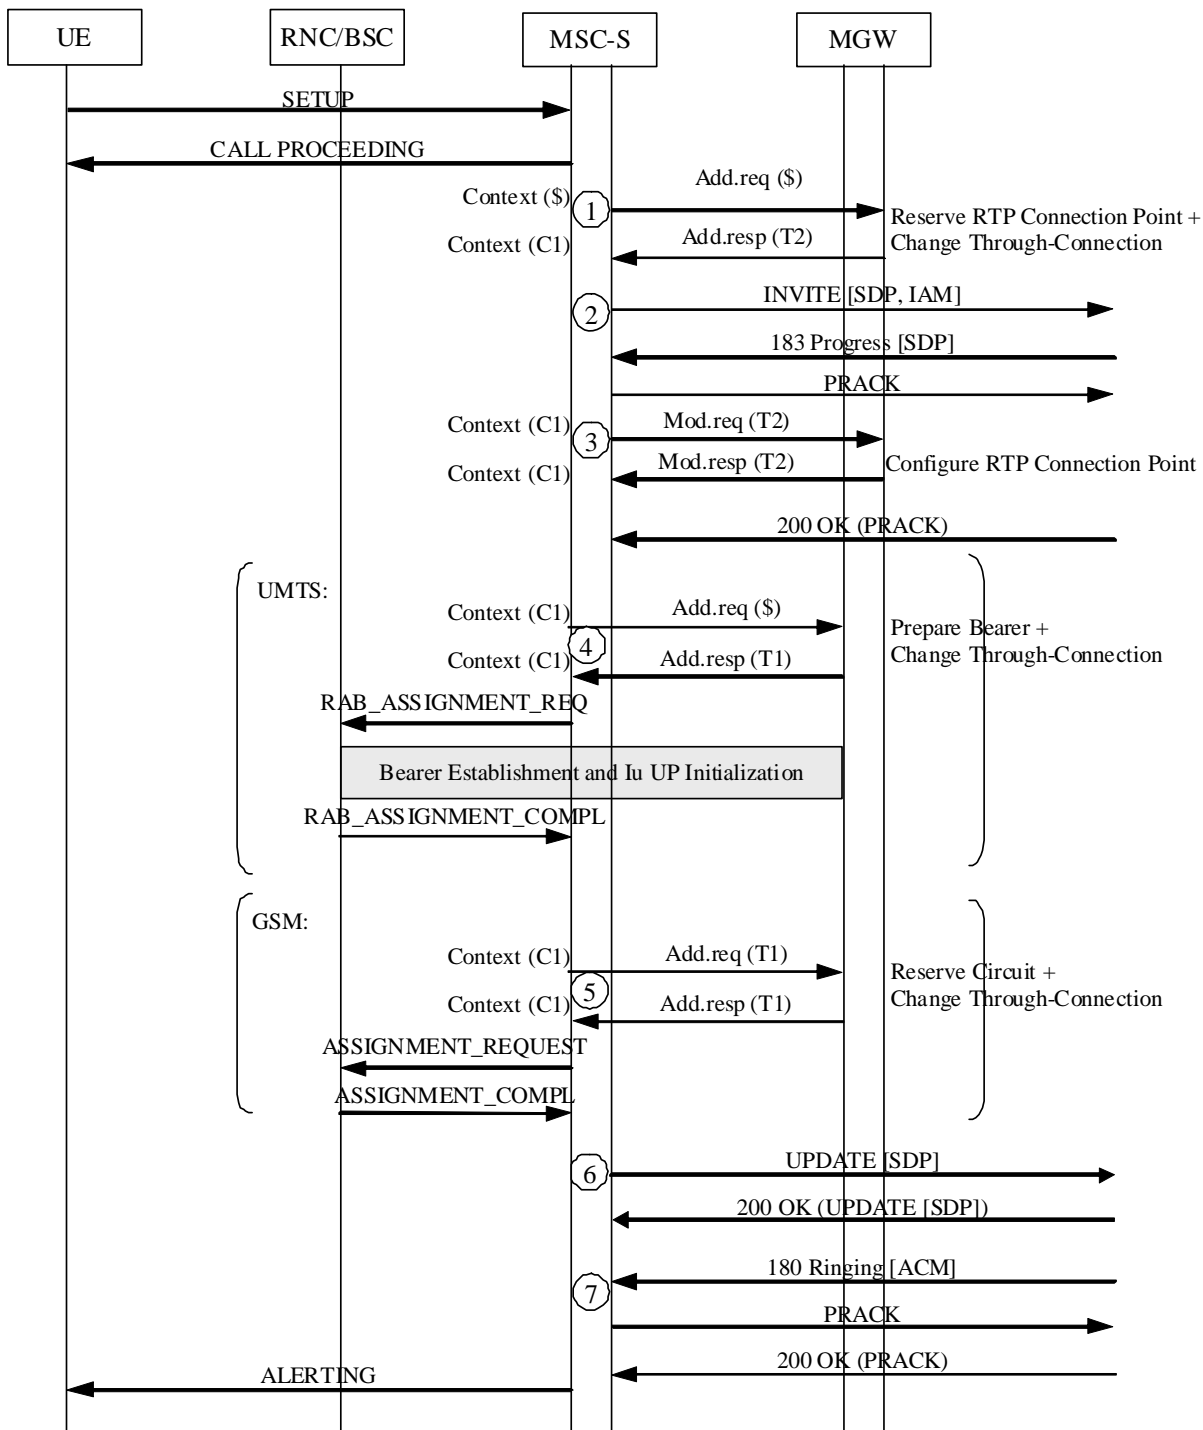 UE
RNC/BSC
MSC-S
MGW
SETUP
CALL PROCEEDING
Context ($)
1
Add.req ($)
Reserve RTP Connection Point +
Change Through-Connection
Context (C1)
Add.resp (T2)
2
INVITE [SDP, IAM]
183 Progress [SDP]
PRACK
Context (C1)
3
Mod.req (T2)
Context (C1)
Mod.resp (T2)
Configure RTP Connection Point
200 OK (PRACK)
UMTS:
Context (C1)
Add.req ($)
4
Prepare Bearer +
Change Through-Connection
Context (C1)
Add.resp (T1)
RAB_ASSIGNMENT_REQ
Bearer Establishment and Iu UP Initialization
RAB_ASSIGNMENT_COMPL
GSM:
Context (C1)
Add.req (T1)
5
Reserve Circuit +
Change Through-Connection
Context (C1)
Add.resp (T1)
ASSIGNMENT_REQUEST
ASSIGNMENT_COMPL
6
UPDATE [SDP]
200 OK (UPDATE [SDP])
7
180 Ringing [ACM]
PRACK
200 OK (PRACK)
ALERTING